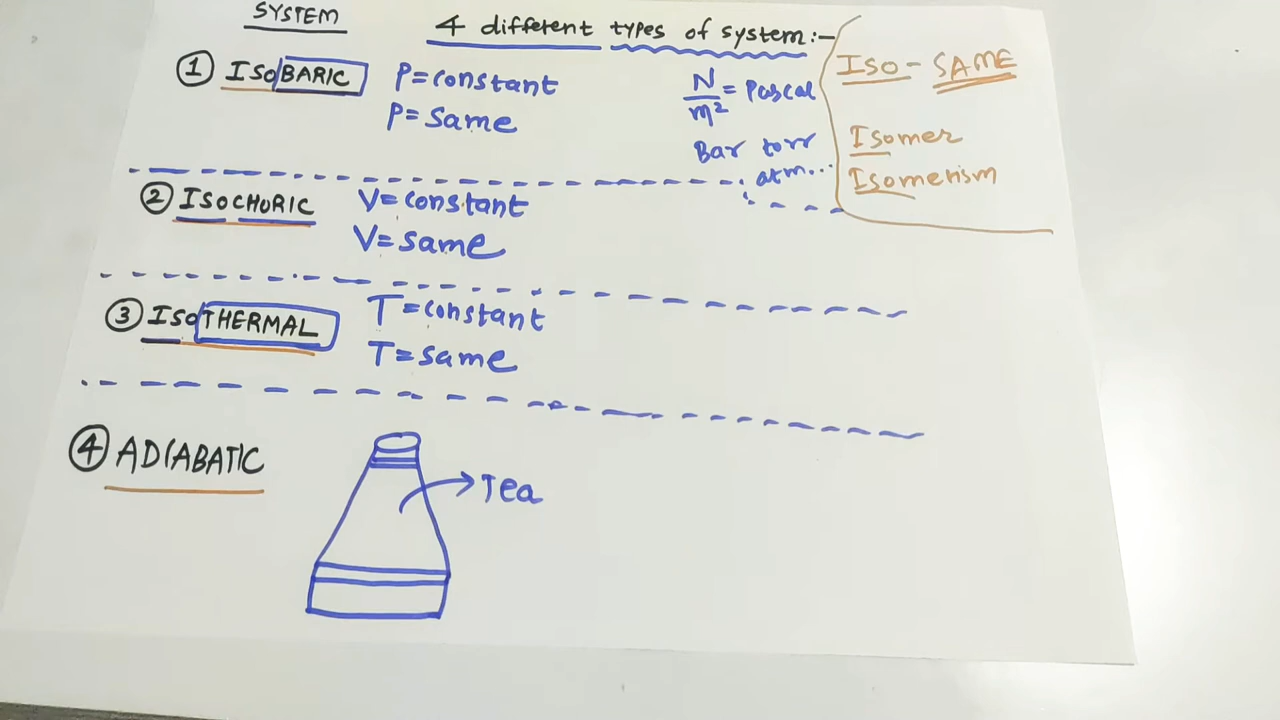 SYSTEM
4 different types of system:-
① ISOBARIC P=constant
P=same
N/m² = Pascal
Bar torr
atm...
Iso - SAME
Isomer
Isomerism
② ISOCHORIC V=constant
V=same
③ ISOTHERMAL T=constant
T=same
④ ADIABATIC
Tea